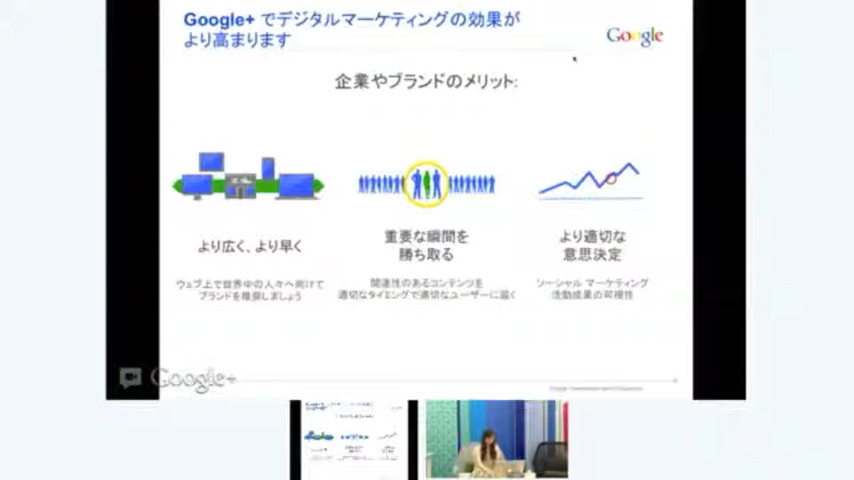 Google+ でデジタルマーケティングの効果が
より高まります
Google
企業やブランドのメリット:
より広く、より早く
重要な瞬間を
勝ち取る
より適切な
意思決定
ウェブ上で世界中の人々へ向けて
ブランドを推奨しましょう
関連性のあるコンテンツを
適切なタイミングで適切なユーザーに届く
ソーシャル マーケティング
活動成果の可視性
Google+